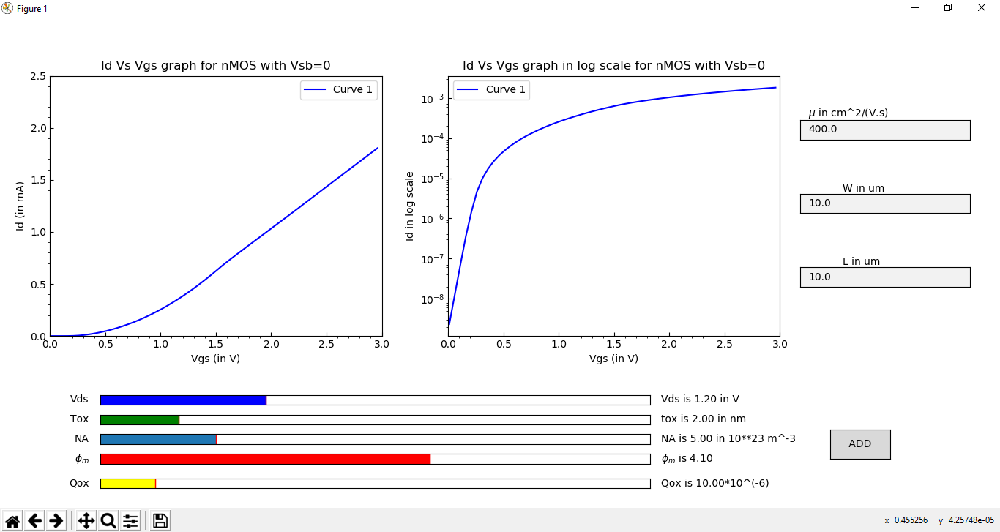 Figure 1
Id Vs Vgs graph for nMOS with Vsb=0
Curve 1
Id (in mA)
2.5
2.0
1.5
1.0
0.5
0.0
0.0 0.5 1.0 1.5 2.0 2.5 3.0
Vgs (in V)
Id Vs Vgs graph in log scale for nMOS with Vsb=0
Curve 1
Id in log scale
10⁻³
10⁻⁴
10⁻⁵
10⁻⁶
10⁻⁷
10⁻⁸
0.0 0.5 1.0 1.5 2.0 2.5 3.0
Vgs (in V)
μ in cm^2/(V.s)
400.0
W in um
10.0
L in um
10.0
Vds Vds is 1.20 in V
Tox tox is 2.00 in nm
NA NA is 5.00 in 10**23 m^-3
ϕₘ ϕₘ is 4.10
Qox Qox is 10.00*10^(-6)
ADD
x=0.455256 y=4.25748e-05